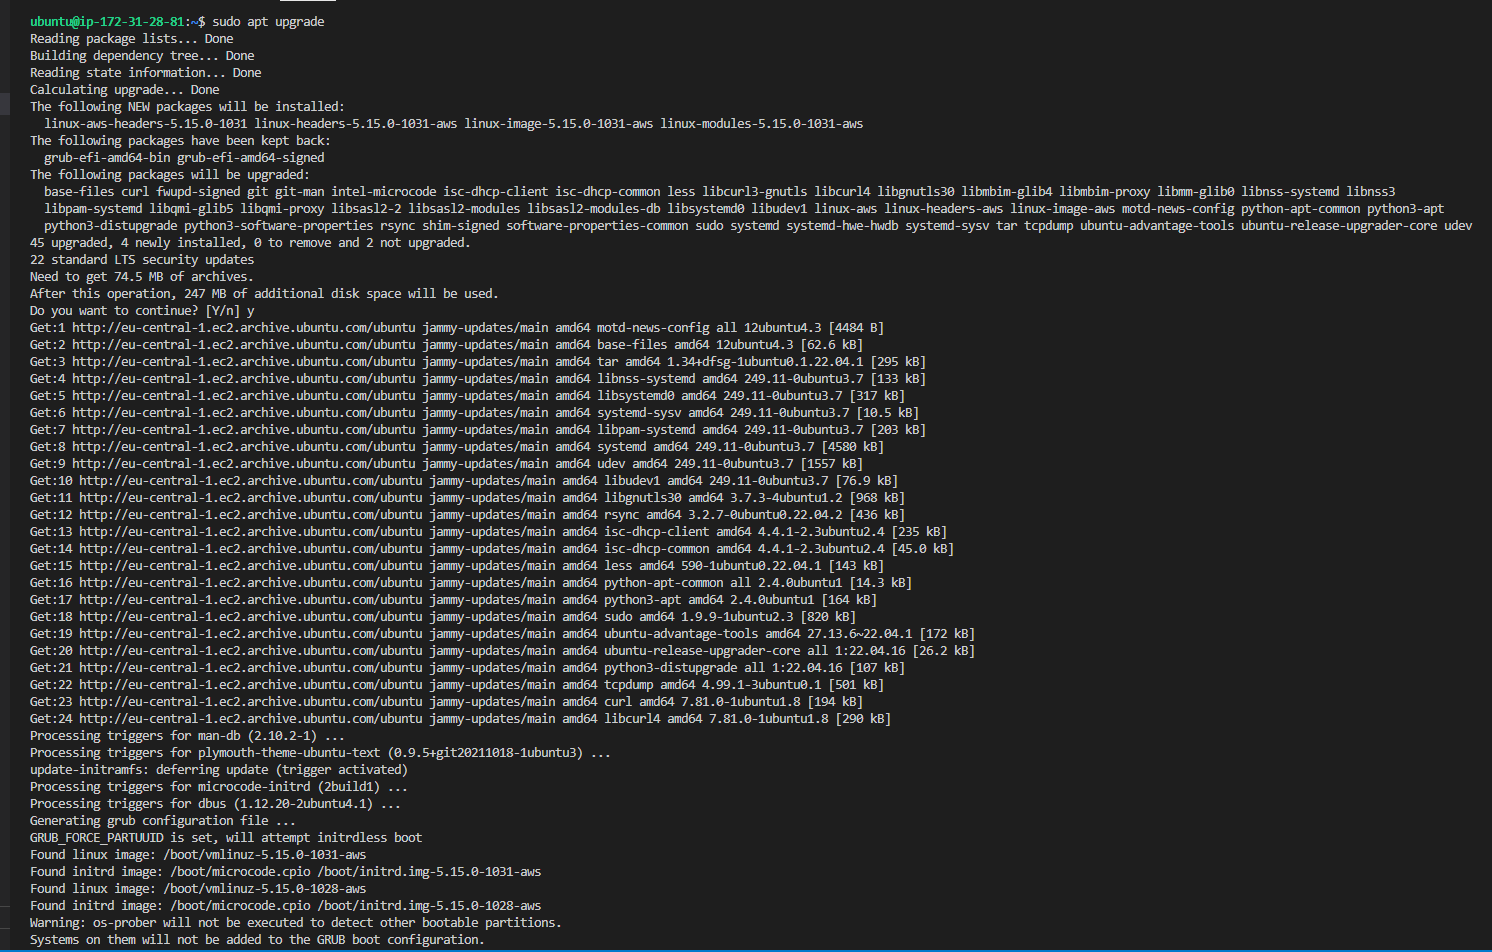 ubuntu@ip-172-31-28-81:~$ sudo apt upgrade
Reading package lists... Done
Building dependency tree... Done
Reading state information... Done
Calculating upgrade... Done
The following NEW packages will be installed:
  linux-aws-headers-5.15.0-1031 linux-headers-5.15.0-1031-aws linux-image-5.15.0-1031-aws linux-modules-5.15.0-1031-aws
The following packages have been kept back:
  grub-efi-amd64-bin grub-efi-amd64-signed
The following packages will be upgraded:
  base-files curl fwupd-signed git git-man intel-microcode isc-dhcp-client isc-dhcp-common less libcurl3-gnutls libcurl4 libgnutls30 libmbim-glib4 libmbim-proxy libmm-glib0 libnss-systemd libnss3
  libpam-systemd libqmi-glib5 libqmi-proxy libsasl2-2 libsasl2-modules libsasl2-modules-db libsystemd0 libudev1 linux-aws linux-headers-aws linux-image-aws motd-news-config python-apt-common python3-apt
  python3-distupgrade python3-software-properties rsync shim-signed software-properties-common sudo systemd systemd-hwe-hwdb systemd-sysv tar tcpdump ubuntu-advantage-tools ubuntu-release-upgrader-core udev
45 upgraded, 4 newly installed, 0 to remove and 2 not upgraded.
22 standard LTS security updates
Need to get 74.5 MB of archives.
After this operation, 247 MB of additional disk space will be used.
Do you want to continue? [Y/n] y
Get:1 http://eu-central-1.ec2.archive.ubuntu.com/ubuntu jammy-updates/main amd64 motd-news-config all 12ubuntu4.3 [4484 B]
Get:2 http://eu-central-1.ec2.archive.ubuntu.com/ubuntu jammy-updates/main amd64 base-files amd64 12ubuntu4.3 [62.6 kB]
Get:3 http://eu-central-1.ec2.archive.ubuntu.com/ubuntu jammy-updates/main amd64 tar amd64 1.34+dfsg-1ubuntu0.1.22.04.1 [295 kB]
Get:4 http://eu-central-1.ec2.archive.ubuntu.com/ubuntu jammy-updates/main amd64 libnss-systemd amd64 249.11-0ubuntu3.7 [133 kB]
Get:5 http://eu-central-1.ec2.archive.ubuntu.com/ubuntu jammy-updates/main amd64 libsystemd0 amd64 249.11-0ubuntu3.7 [317 kB]
Get:6 http://eu-central-1.ec2.archive.ubuntu.com/ubuntu jammy-updates/main amd64 systemd-sysv amd64 249.11-0ubuntu3.7 [10.5 kB]
Get:7 http://eu-central-1.ec2.archive.ubuntu.com/ubuntu jammy-updates/main amd64 libpam-systemd amd64 249.11-0ubuntu3.7 [203 kB]
Get:8 http://eu-central-1.ec2.archive.ubuntu.com/ubuntu jammy-updates/main amd64 systemd amd64 249.11-0ubuntu3.7 [4580 kB]
Get:9 http://eu-central-1.ec2.archive.ubuntu.com/ubuntu jammy-updates/main amd64 udev amd64 249.11-0ubuntu3.7 [1557 kB]
Get:10 http://eu-central-1.ec2.archive.ubuntu.com/ubuntu jammy-updates/main amd64 libudev1 amd64 249.11-0ubuntu3.7 [76.9 kB]
Get:11 http://eu-central-1.ec2.archive.ubuntu.com/ubuntu jammy-updates/main amd64 libgnutls30 amd64 3.7.3-4ubuntu1.2 [968 kB]
Get:12 http://eu-central-1.ec2.archive.ubuntu.com/ubuntu jammy-updates/main amd64 rsync amd64 3.2.7-0ubuntu0.22.04.2 [436 kB]
Get:13 http://eu-central-1.ec2.archive.ubuntu.com/ubuntu jammy-updates/main amd64 isc-dhcp-client amd64 4.4.1-2.3ubuntu2.4 [235 kB]
Get:14 http://eu-central-1.ec2.archive.ubuntu.com/ubuntu jammy-updates/main amd64 isc-dhcp-common amd64 4.4.1-2.3ubuntu2.4 [45.0 kB]
Get:15 http://eu-central-1.ec2.archive.ubuntu.com/ubuntu jammy-updates/main amd64 less amd64 590-1ubuntu0.22.04.1 [143 kB]
Get:16 http://eu-central-1.ec2.archive.ubuntu.com/ubuntu jammy-updates/main amd64 python-apt-common all 2.4.0ubuntu1 [14.3 kB]
Get:17 http://eu-central-1.ec2.archive.ubuntu.com/ubuntu jammy-updates/main amd64 python3-apt amd64 2.4.0ubuntu1 [164 kB]
Get:18 http://eu-central-1.ec2.archive.ubuntu.com/ubuntu jammy-updates/main amd64 sudo amd64 1.9.9-1ubuntu2.3 [820 kB]
Get:19 http://eu-central-1.ec2.archive.ubuntu.com/ubuntu jammy-updates/main amd64 ubuntu-advantage-tools amd64 27.13.6~22.04.1 [172 kB]
Get:20 http://eu-central-1.ec2.archive.ubuntu.com/ubuntu jammy-updates/main amd64 ubuntu-release-upgrader-core all 1:22.04.16 [26.2 kB]
Get:21 http://eu-central-1.ec2.archive.ubuntu.com/ubuntu jammy-updates/main amd64 python3-distupgrade all 1:22.04.16 [107 kB]
Get:22 http://eu-central-1.ec2.archive.ubuntu.com/ubuntu jammy-updates/main amd64 tcpdump amd64 4.99.1-3ubuntu0.1 [501 kB]
Get:23 http://eu-central-1.ec2.archive.ubuntu.com/ubuntu jammy-updates/main amd64 curl amd64 7.81.0-1ubuntu1.8 [194 kB]
Get:24 http://eu-central-1.ec2.archive.ubuntu.com/ubuntu jammy-updates/main amd64 libcurl4 amd64 7.81.0-1ubuntu1.8 [290 kB]
Processing triggers for man-db (2.10.2-1) ...
Processing triggers for plymouth-theme-ubuntu-text (0.9.5+git20211018-1ubuntu3) ...
update-initramfs: deferring update (trigger activated)
Processing triggers for microcode-initrd (2build1) ...
Processing triggers for dbus (1.12.20-2ubuntu4.1) ...
Generating grub configuration file ...
GRUB_FORCE_PARTUUID is set, will attempt initrdless boot
Found linux image: /boot/vmlinuz-5.15.0-1031-aws
Found initrd image: /boot/microcode.cpio /boot/initrd.img-5.15.0-1031-aws
Found linux image: /boot/vmlinuz-5.15.0-1028-aws
Found initrd image: /boot/microcode.cpio /boot/initrd.img-5.15.0-1028-aws
Warning: os-prober will not be executed to detect other bootable partitions.
Systems on them will not be added to the GRUB boot configuration.